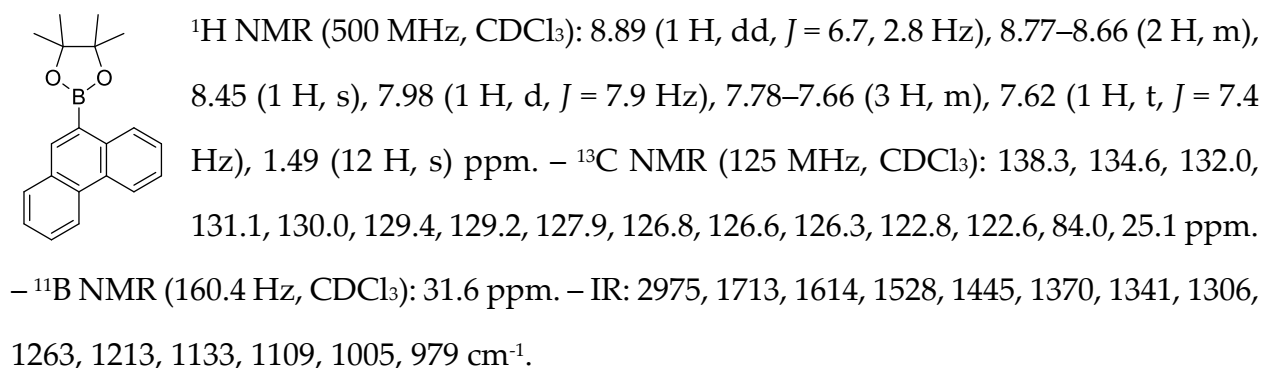 ¹H NMR (500 MHz, CDCl₃): 8.89 (1 H, dd, J = 6.7, 2.8 Hz), 8.77–8.66 (2 H, m),
8.45 (1 H, s), 7.98 (1 H, d, J = 7.9 Hz), 7.78–7.66 (3 H, m), 7.62 (1 H, t, J = 7.4
Hz), 1.49 (12 H, s) ppm. – ¹³C NMR (125 MHz, CDCl₃): 138.3, 134.6, 132.0,
131.1, 130.0, 129.4, 129.2, 127.9, 126.8, 126.6, 126.3, 122.8, 122.6, 84.0, 25.1 ppm.
– ¹¹B NMR (160.4 Hz, CDCl₃): 31.6 ppm. – IR: 2975, 1713, 1614, 1528, 1445, 1370, 1341, 1306,
1263, 1213, 1133, 1109, 1005, 979 cm⁻¹.
O O
B